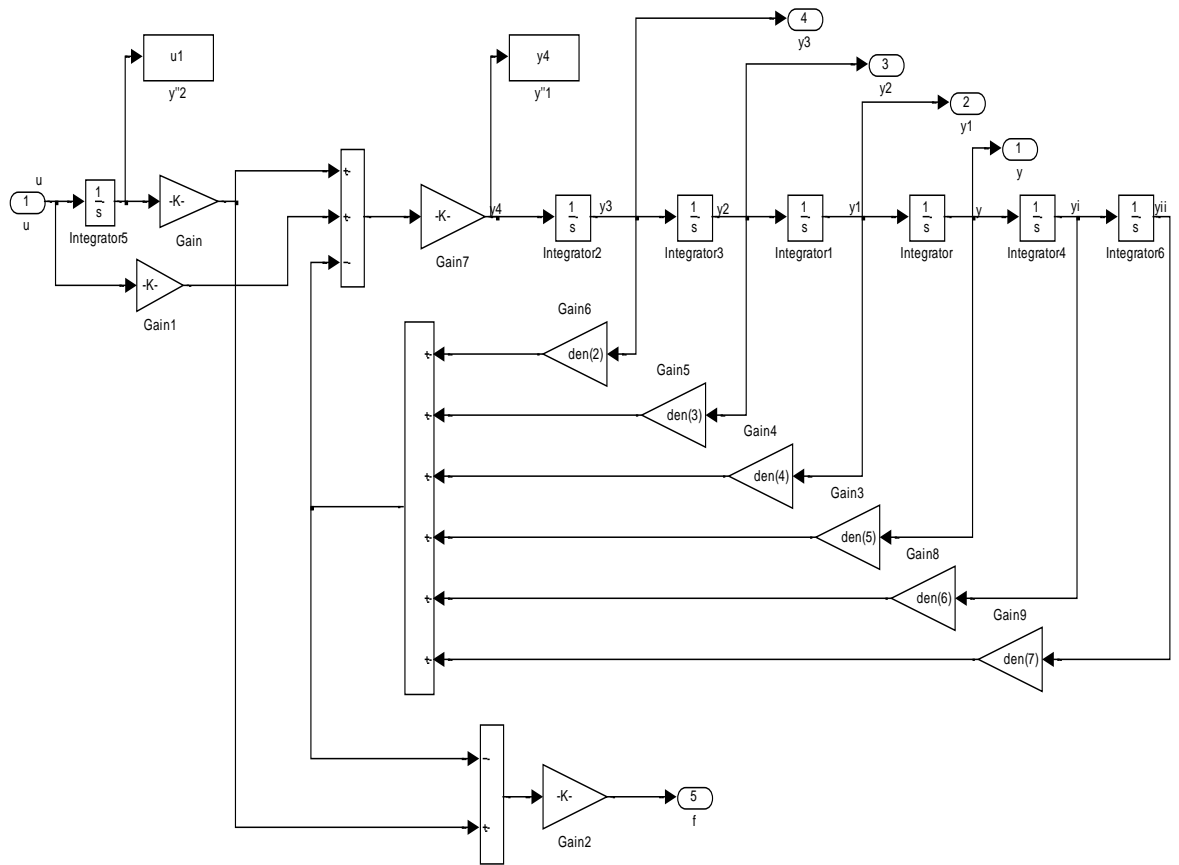 4
y3
u1
y"2
y4
y"1
3
y2
2
y1
1
y
u
1
u
1
s
Integrator5
-K-
Gain
-K-
Gain1
+
+
−
-K-
Gain7
y4
1
s
Integrator2
y3
1
s
Integrator3
y2
1
s
Integrator1
y1
1
s
Integrator
y
1
s
Integrator4
yi
1
s
Integrator6
yii
Gain6
den(2)
+
Gain5
den(3)
+
Gain4
den(4)
+
Gain3
den(5)
+
Gain8
den(6)
+
Gain9
den(7)
+
−
+
-K-
Gain2
5
f